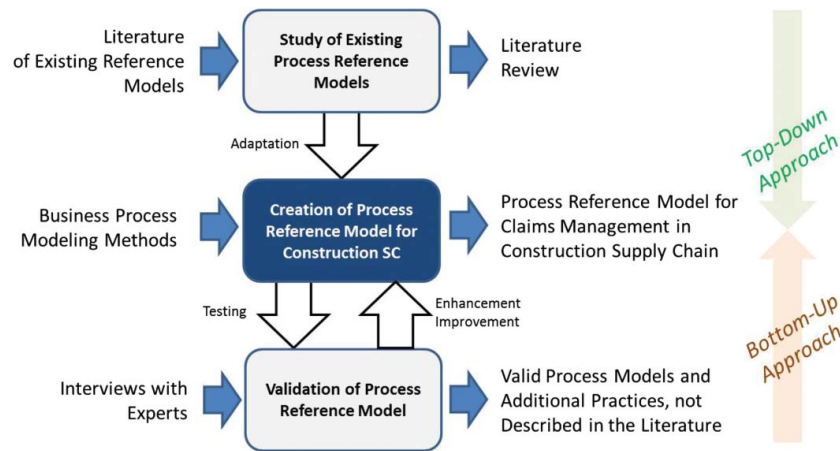 Literature
of Existing Reference
Models
Study of Existing
Process Reference
Models
Literature
Review
Adaptation
Top-Down
Approach
Business Process
Modeling Methods
Creation of Process
Reference Model for
Construction SC
Process Reference Model for
Claims Management in
Construction Supply Chain
Testing
Enhancement
Improvement
Bottom-Up
Approach
Interviews with
Experts
Validation of Process
Reference Model
Valid Process Models and
Additional Practices, not
Described in the Literature